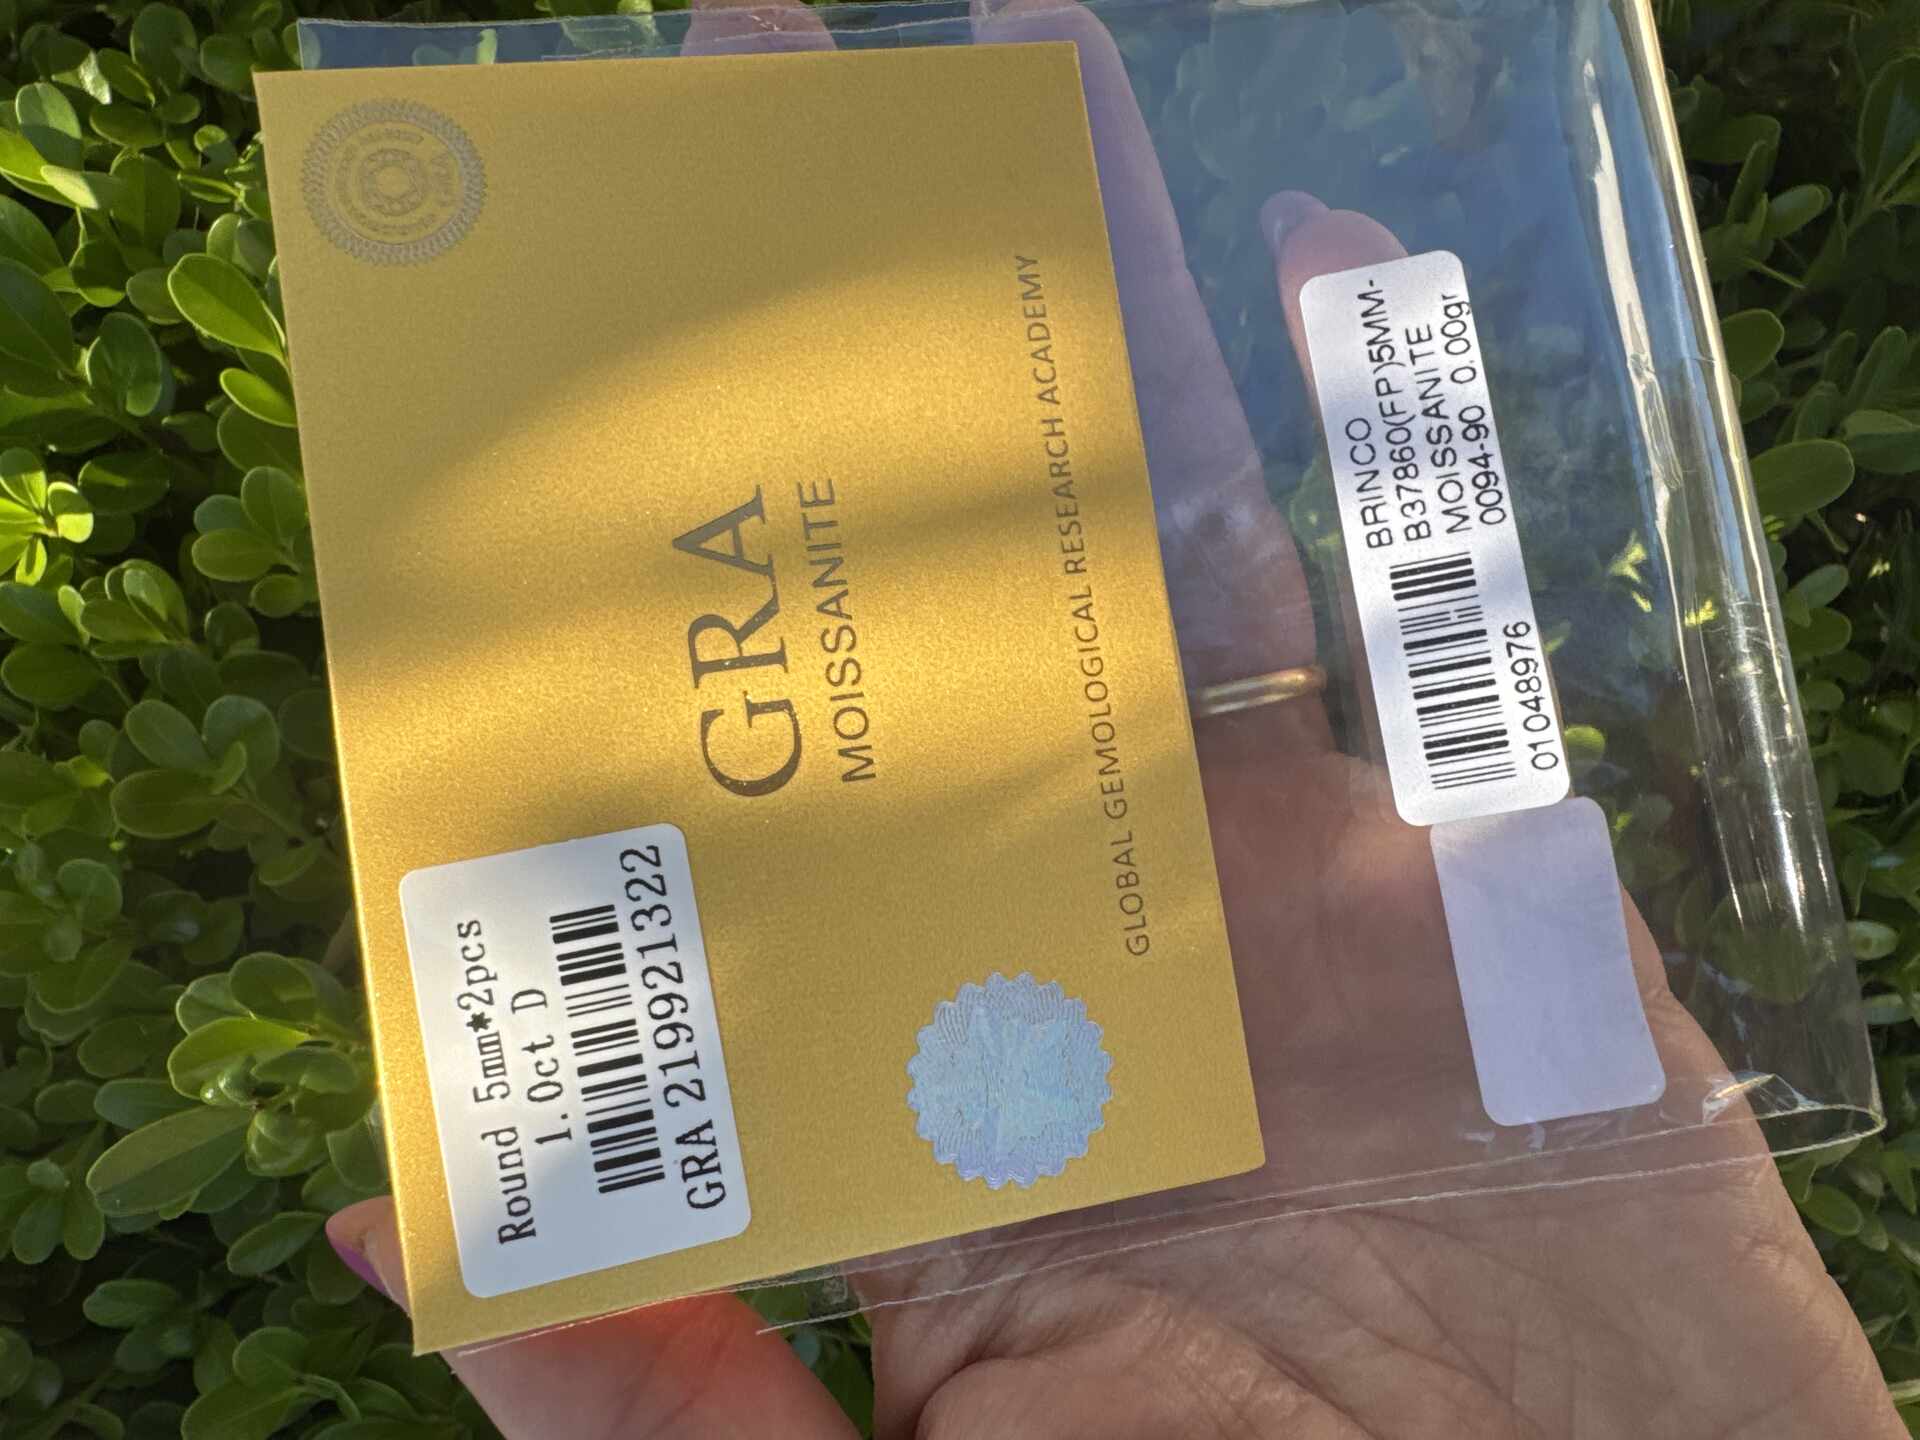 GRA
MOISSANITE
GLOBAL GEMOLOGICAL RESEARCH ACADEMY
Round 5mm*2pcs
1.0ct D
GRA 219921322
BRINCO
B37860(FP)5MM-
MOISSANITE
0094-90 0.00gr
01048976